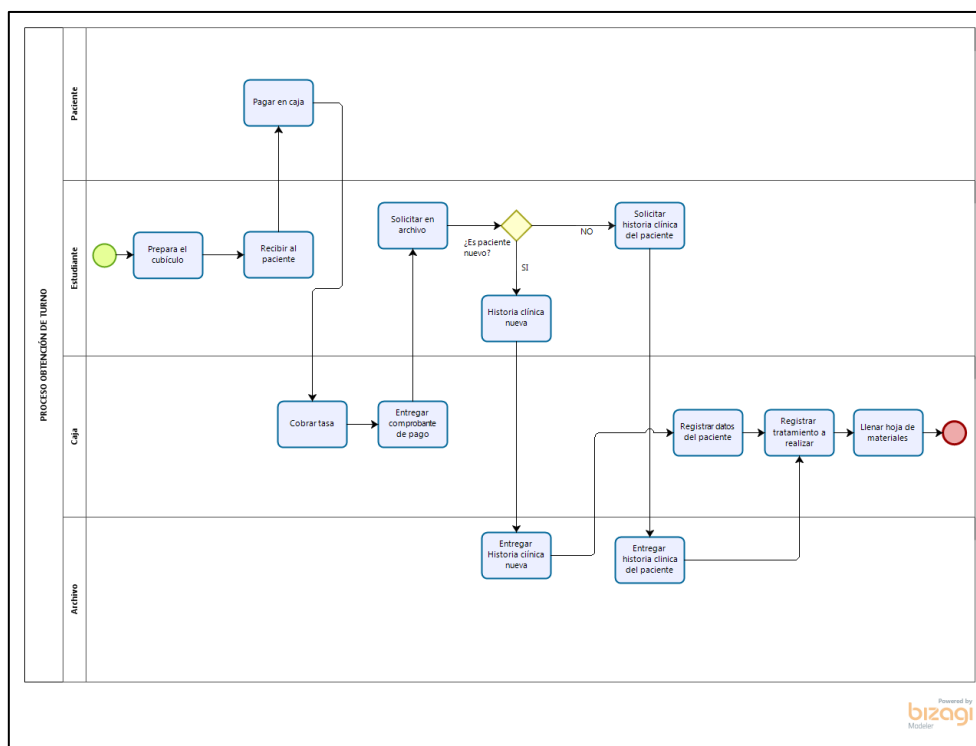 PROCESO OBTENCIÓN DE TURNO
Paciente
Pagar en caja
Estudiante
Prepara el
cubículo
Recibir al
paciente
Solicitar en
archivo
¿Es paciente
nuevo?
NO
SI
Solicitar
historia clínica
del paciente
Historia clínica
nueva
Caja
Cobrar tasa
Entregar
comprobante
de pago
Registrar datos
del paciente
Registrar
tratamiento a
realizar
Llenar hoja de
materiales
Archivo
Entregar
Historia clínica
nueva
Entregar
historia clinica
del paciente
Powered by
bizagi
Modeler